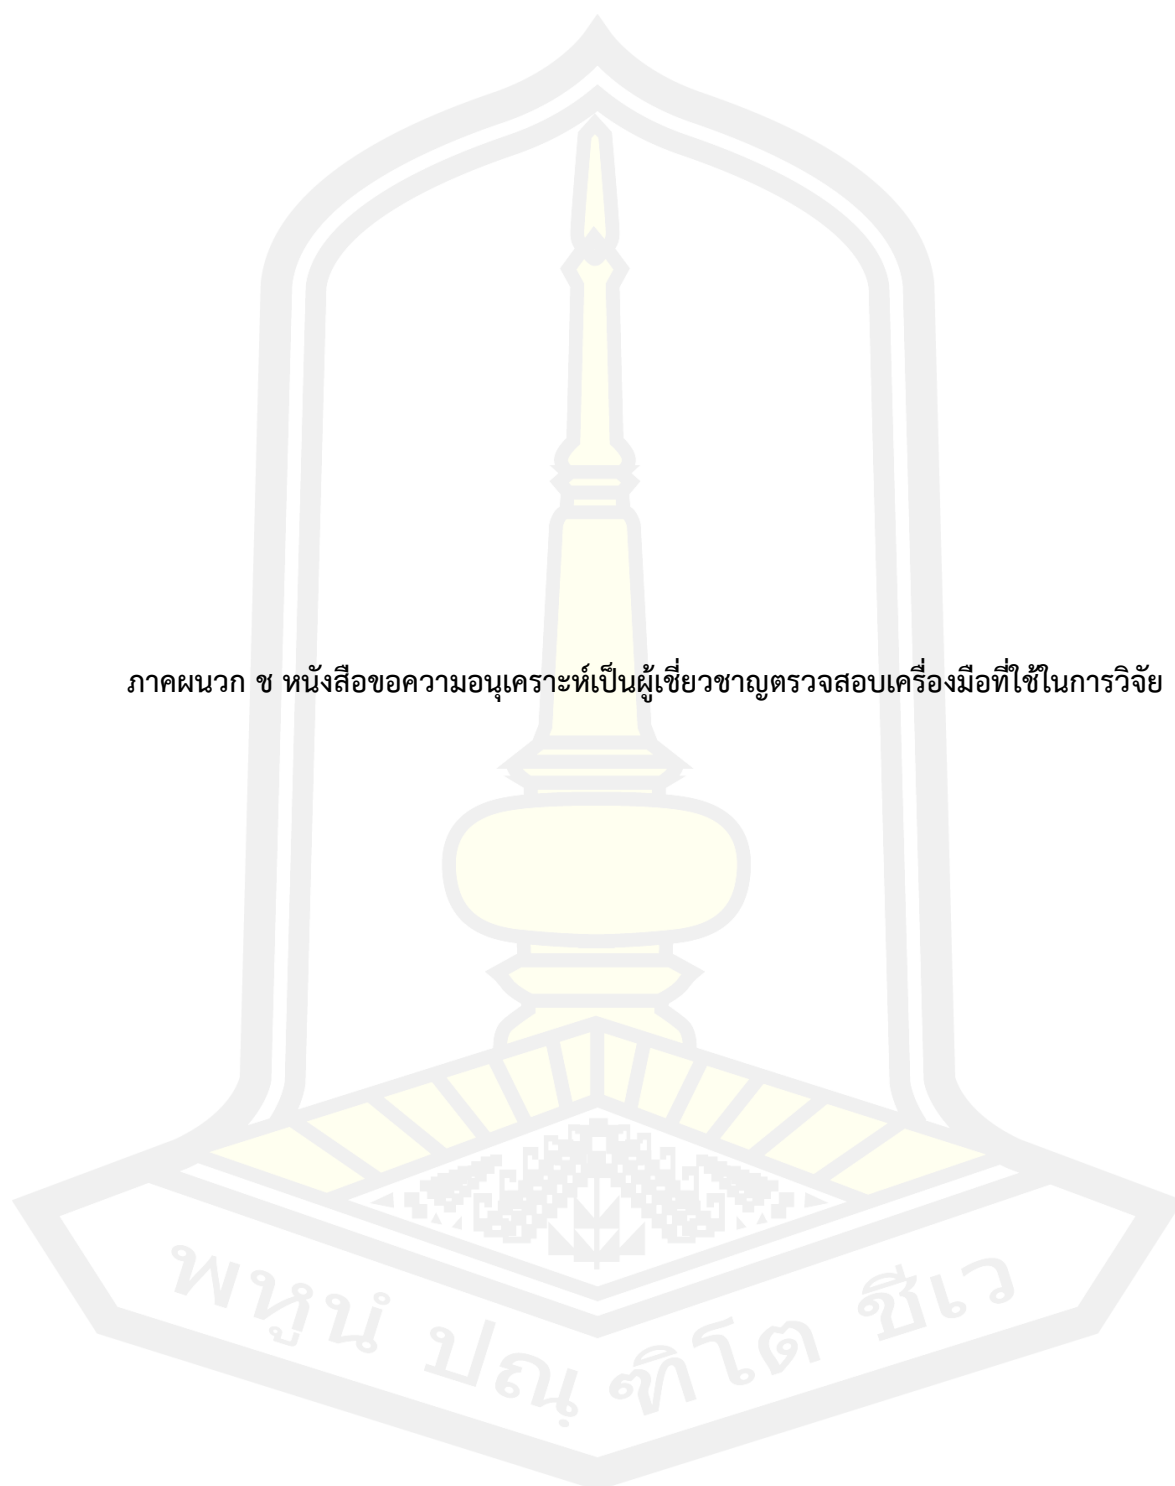 ภาคผนวก ช หนังสือขอความอนุเคราะห์เป็นผู้เชี่ยวชาญตรวจสอบเครื่องมือที่ใช้ในการวิจัย
พหูนํ ปณฺฑิโต ชีเว